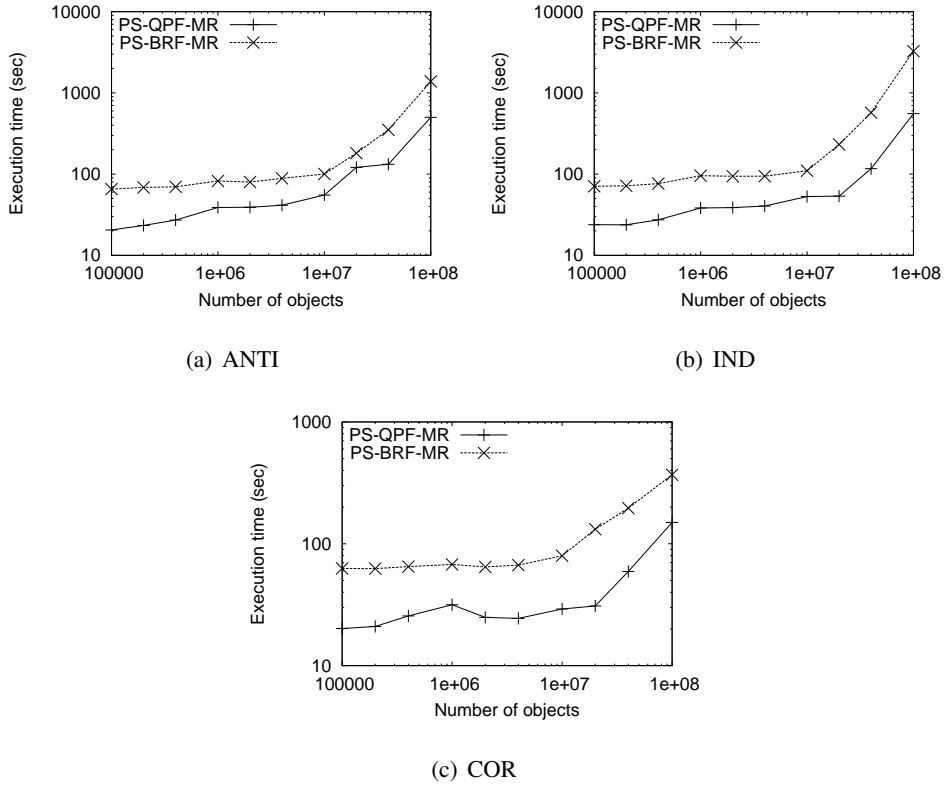 10000
1000
100
10
Execution time (sec)
PS-QPF-MR
PS-BRF-MR
100000 1e+06 1e+07 1e+08
Number of objects
(a) ANTI
10000
1000
100
10
Execution time (sec)
PS-QPF-MR
PS-BRF-MR
100000 1e+06 1e+07 1e+08
Number of objects
(b) IND
1000
100
10
Execution time (sec)
PS-QPF-MR
PS-BRF-MR
100000 1e+06 1e+07 1e+08
Number of objects
(c) COR